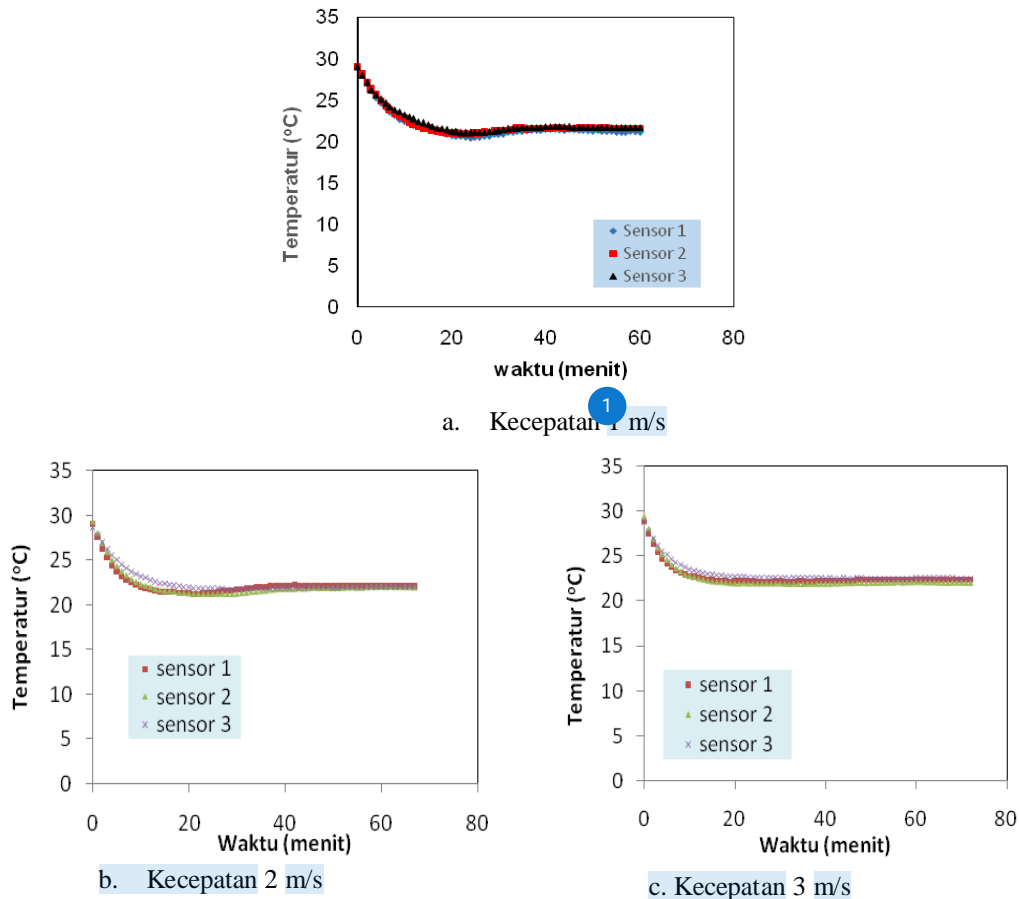 35
30
25
20
15
10
5
0
Temperatur (°C)
Sensor 1
Sensor 2
Sensor 3
0 20 40 60 80
waktu (menit)
1
a. Kecepatan 1 m/s
35
30
25
20
15
10
5
0
Temperatur (°C)
sensor 1
sensor 2
sensor 3
0 20 40 60 80
Waktu (menit)
b. Kecepatan 2 m/s
35
30
25
20
15
10
5
0
Temperatur (°C)
sensor 1
sensor 2
sensor 3
0 20 40 60 80
Waktu (menit)
c. Kecepatan 3 m/s